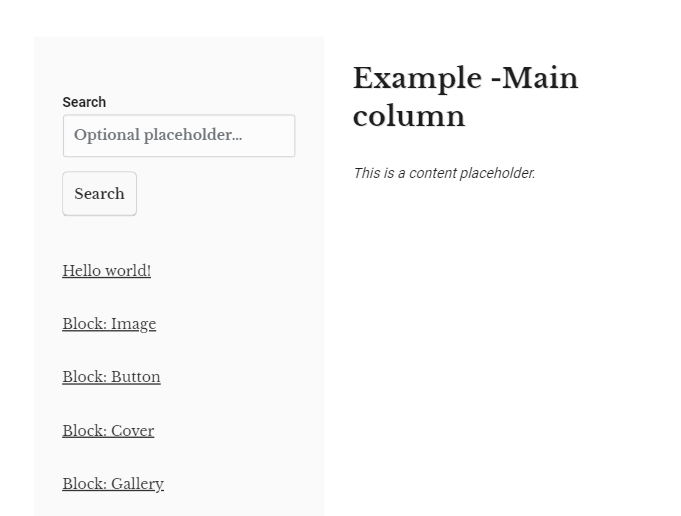 Search
Optional placeholder...
Search
Hello world!
Block: Image
Block: Button
Block: Cover
Block: Gallery
Example -Main
column
This is a content placeholder.